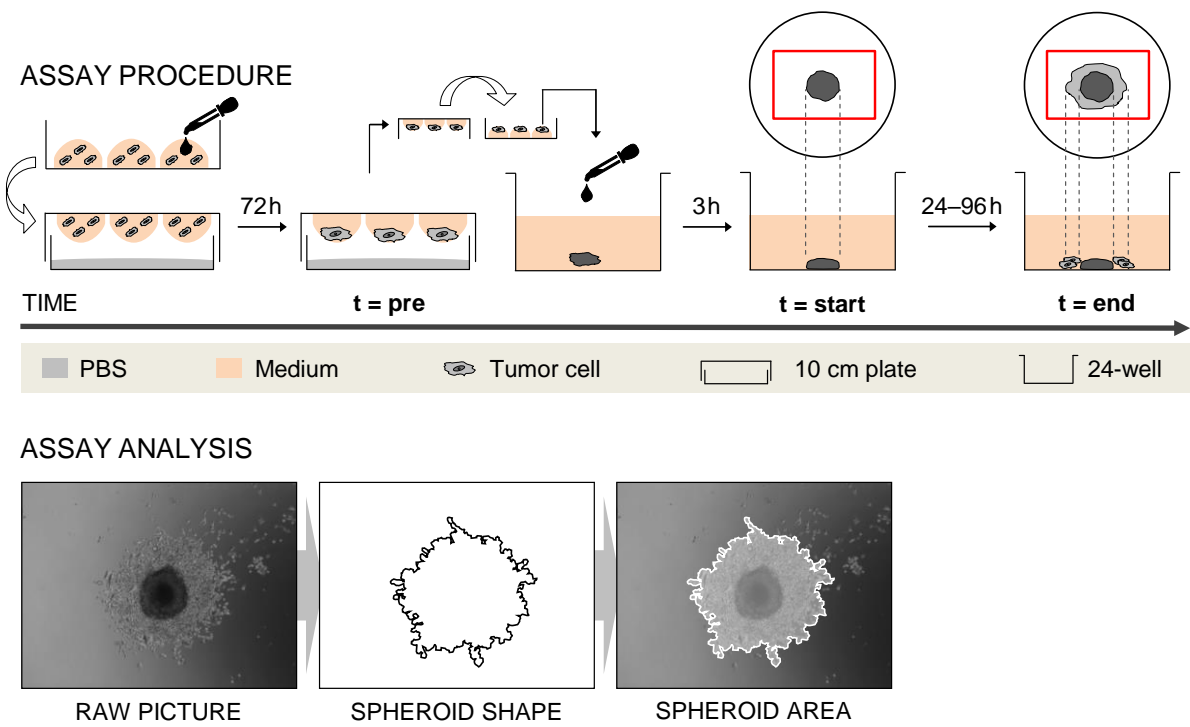 ASSAY PROCEDURE
72h
3h
24–96h
TIME
t = pre
t = start
t = end
PBS
Medium
Tumor cell
10 cm plate
24-well
ASSAY ANALYSIS
RAW PICTURE
SPHEROID SHAPE
SPHEROID AREA